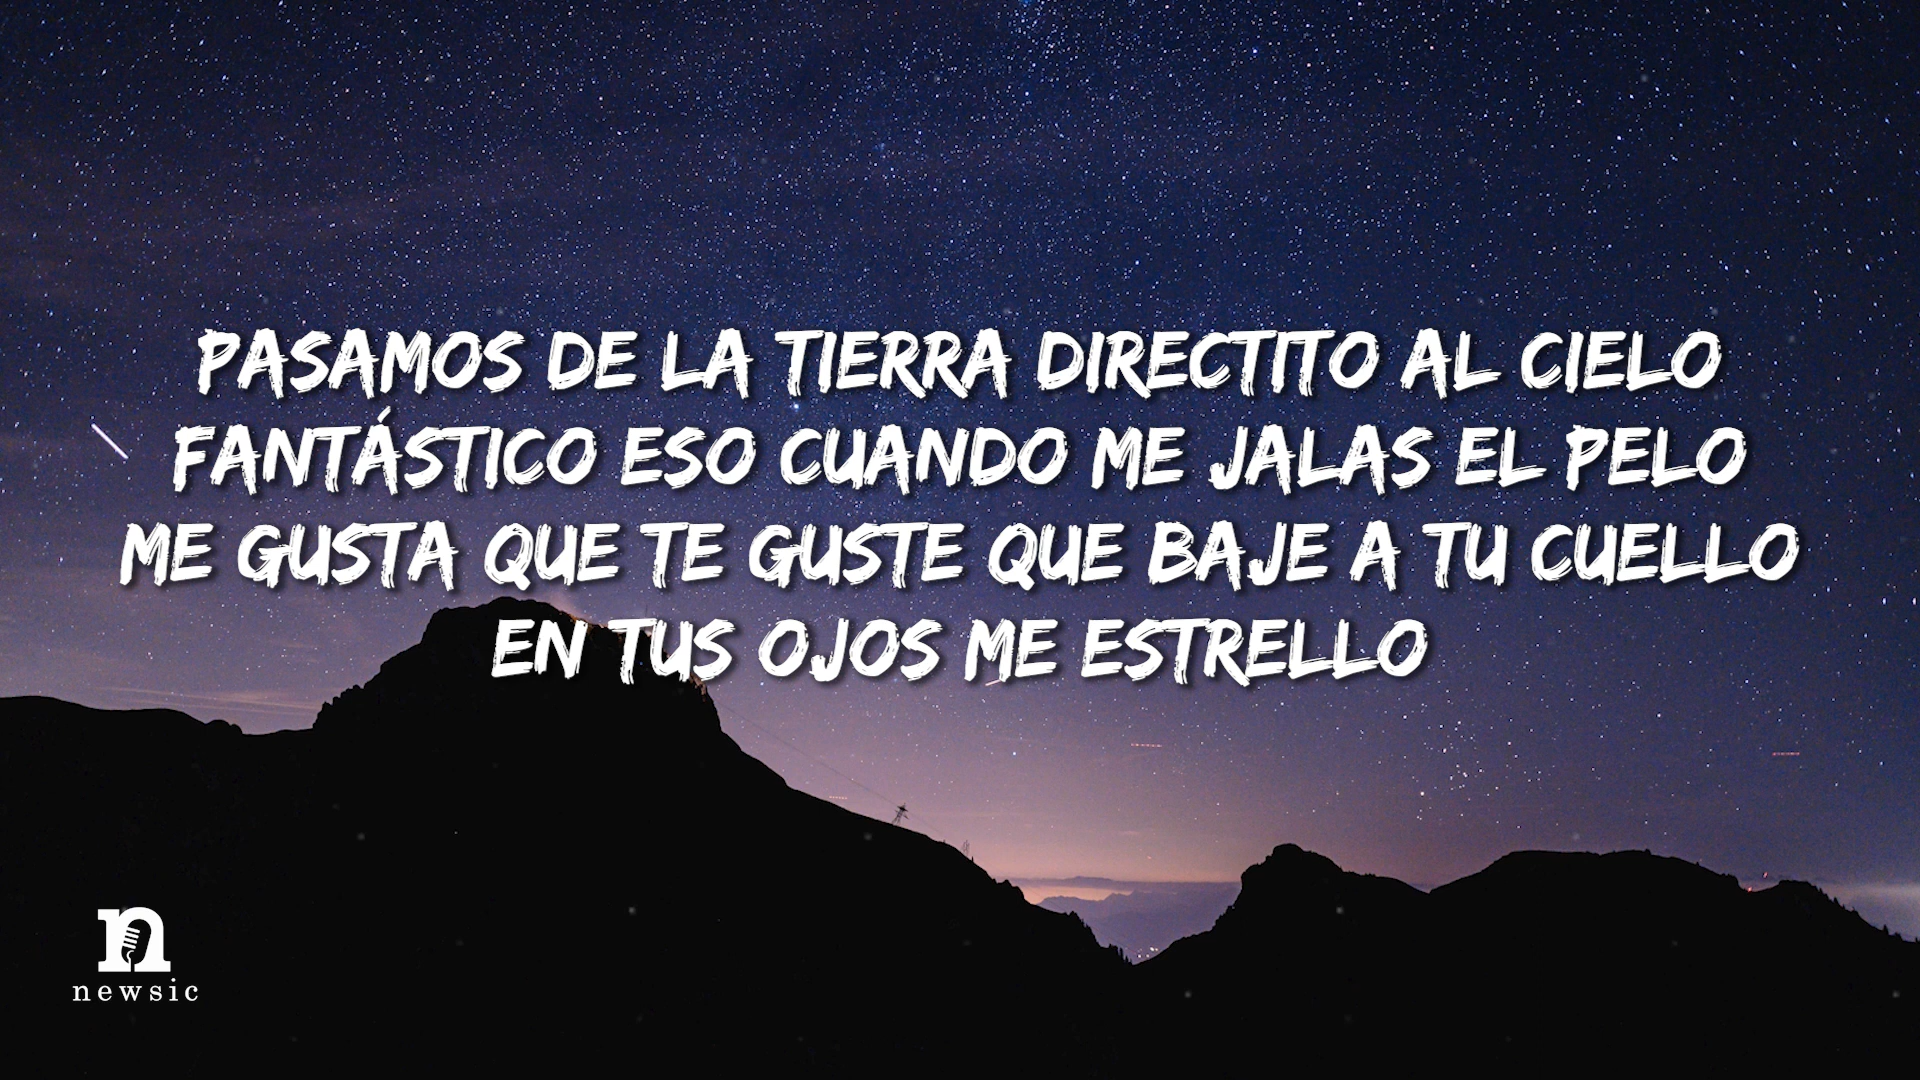 PASAMOS DE LA TIERRA DIRECTITO AL CIELO
FANTÁSTICO ESO CUANDO ME JALAS EL PELO
ME GUSTA QUE TE GUSTE QUE BAJE A TU CUELLO
EN TUS OJOS ME ESTRELLO
n
newsic